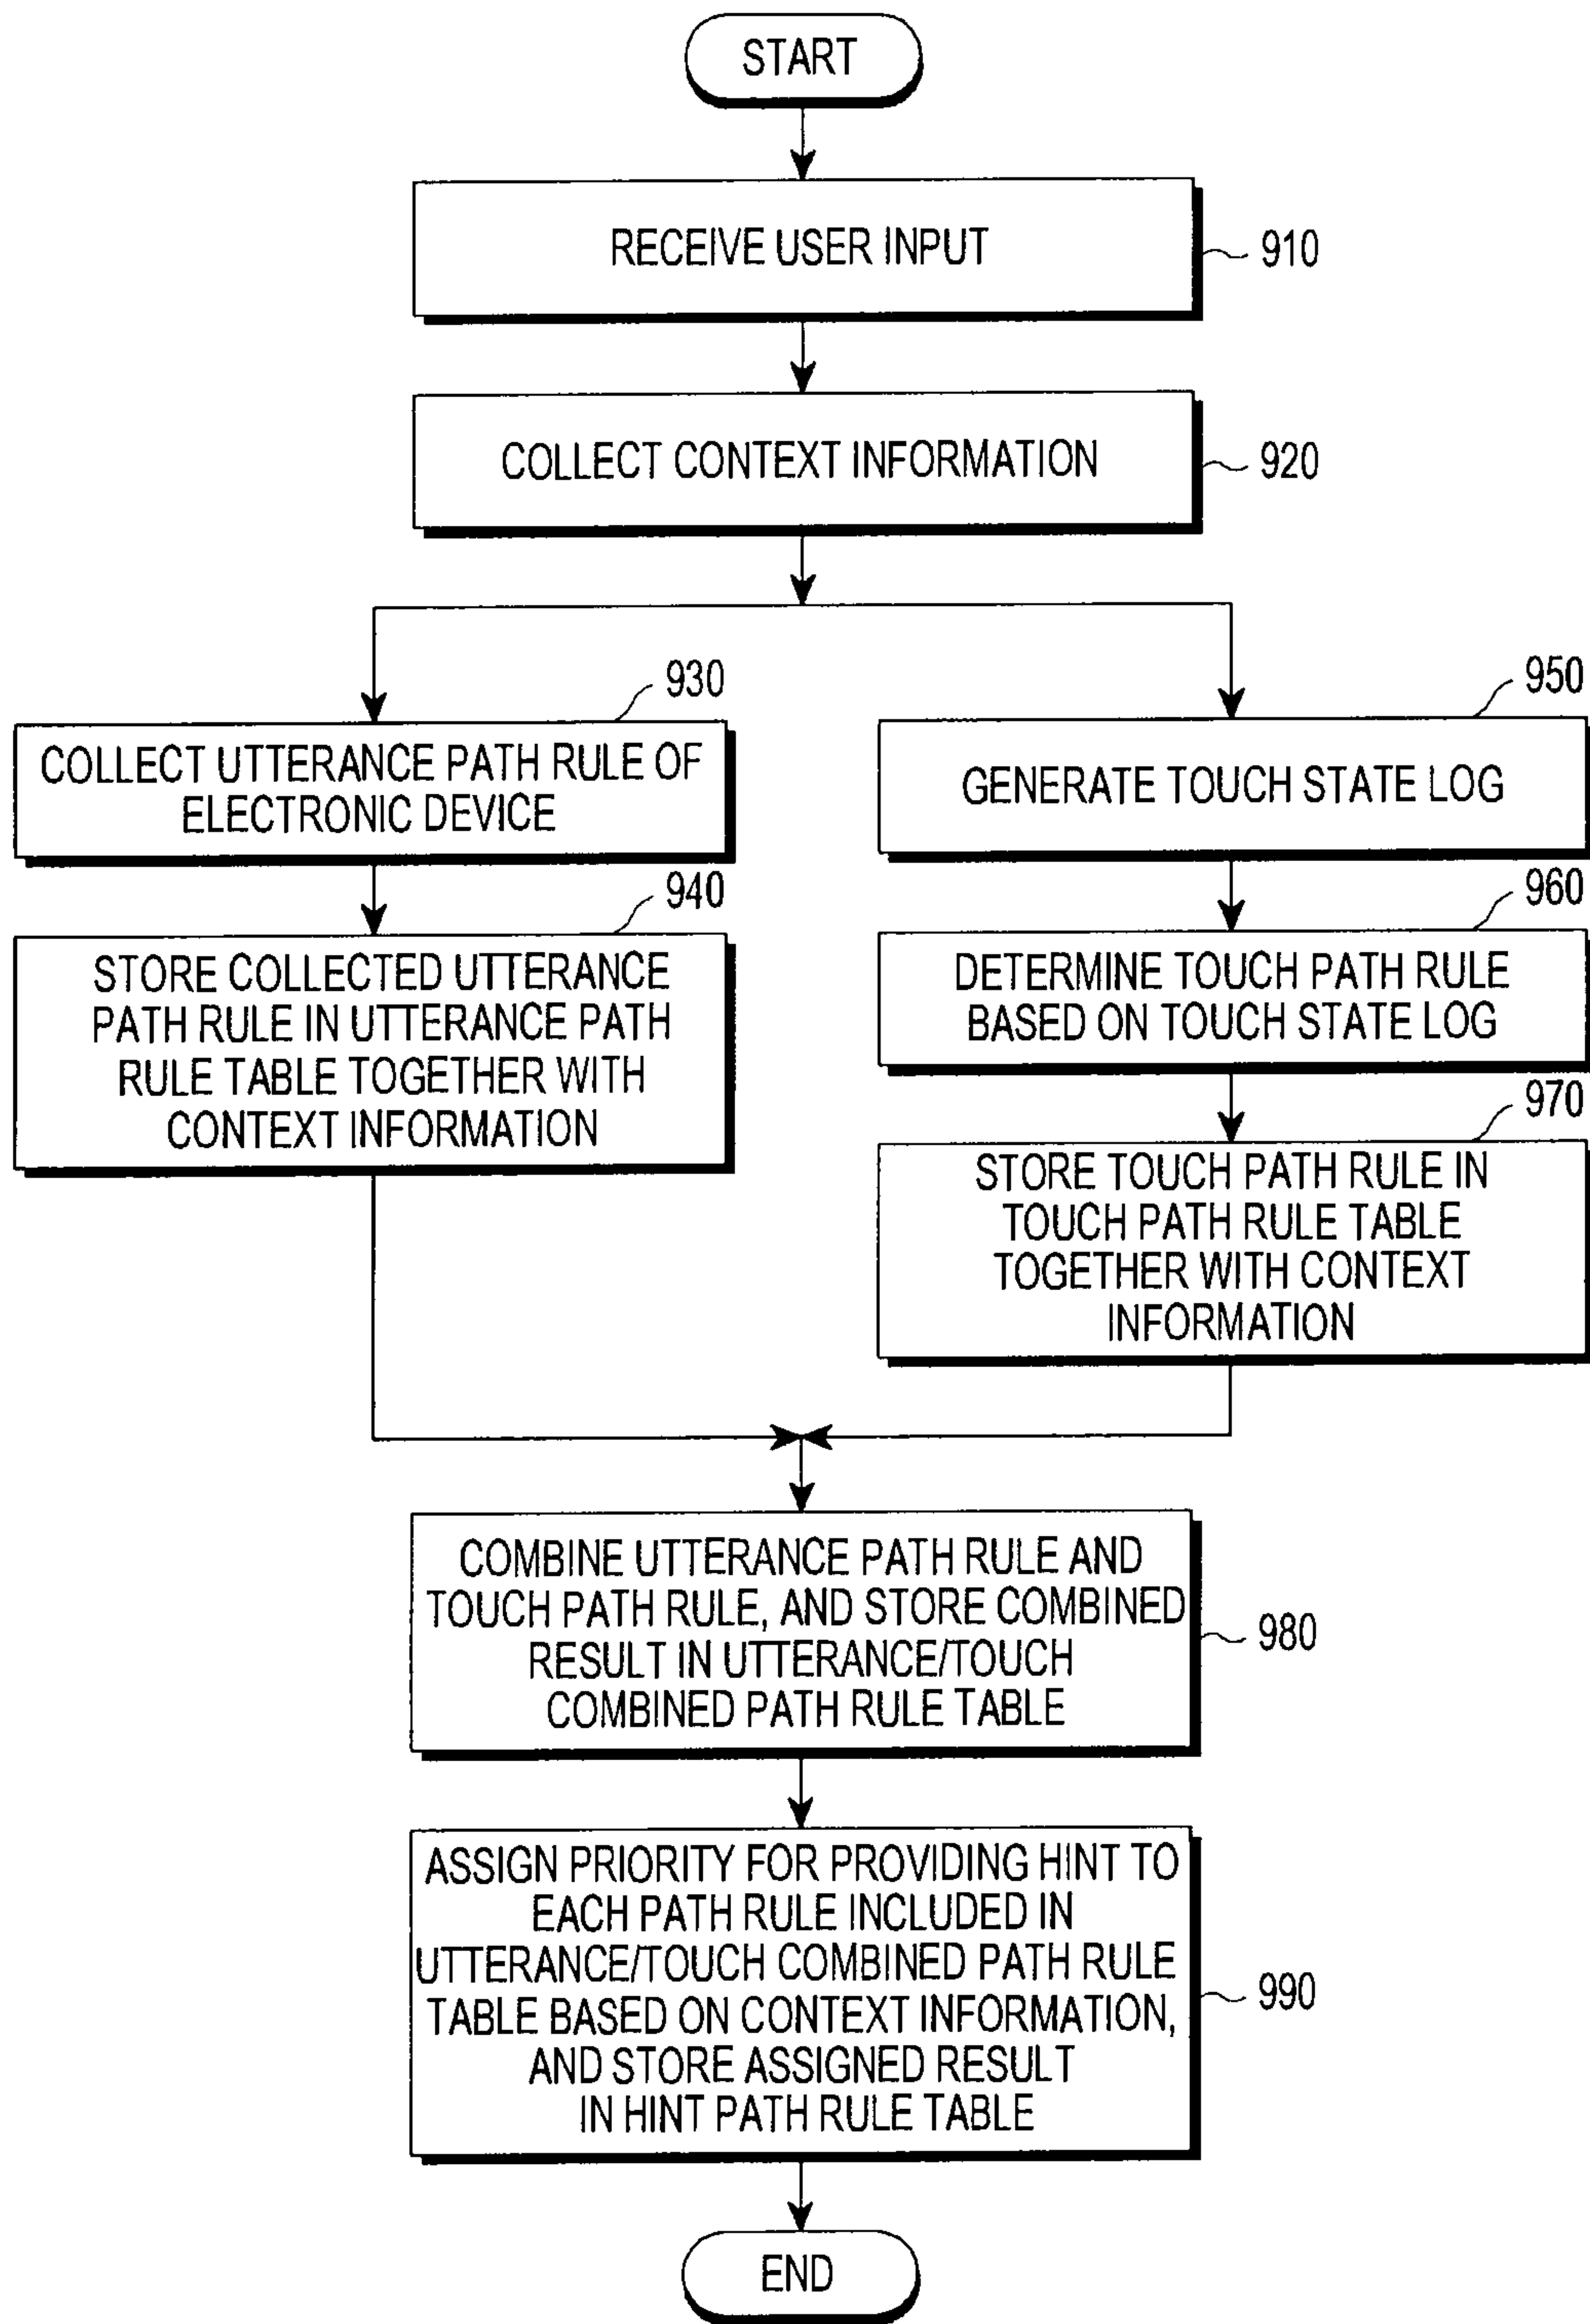 START
RECEIVE USER INPUT
910
COLLECT CONTEXT INFORMATION
920
930
COLLECT UTTERANCE PATH RULE OF
ELECTRONIC DEVICE
940
STORE COLLECTED UTTERANCE
PATH RULE IN UTTERANCE PATH
RULE TABLE TOGETHER WITH
CONTEXT INFORMATION
950
GENERATE TOUCH STATE LOG
960
DETERMINE TOUCH PATH RULE
BASED ON TOUCH STATE LOG
970
STORE TOUCH PATH RULE IN
TOUCH PATH RULE TABLE
TOGETHER WITH CONTEXT
INFORMATION
COMBINE UTTERANCE PATH RULE AND
TOUCH PATH RULE, AND STORE COMBINED
RESULT IN UTTERANCE/TOUCH
COMBINED PATH RULE TABLE
980
ASSIGN PRIORITY FOR PROVIDING HINT TO
EACH PATH RULE INCLUDED IN
UTTERANCE/TOUCH COMBINED PATH RULE
TABLE BASED ON CONTEXT INFORMATION,
AND STORE ASSIGNED RESULT
IN HINT PATH RULE TABLE
990
END